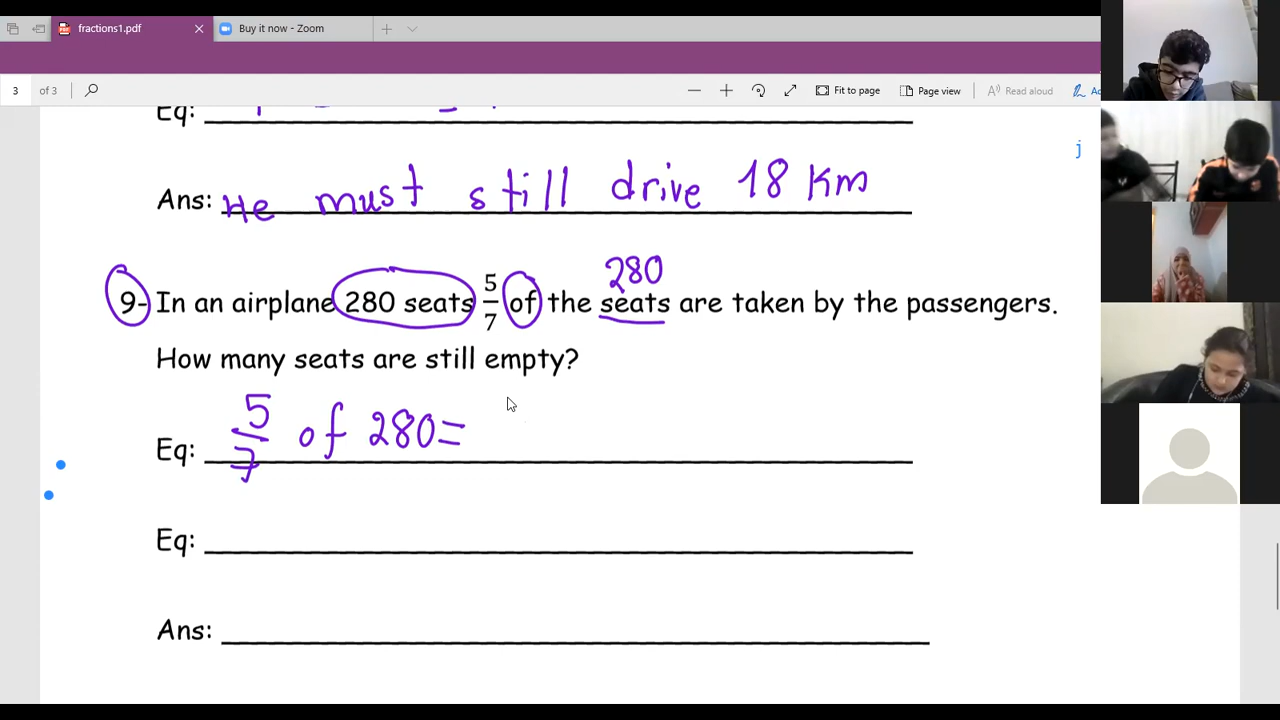 fractions1.pdf Buy it now - Zoom
3 of 3 Fit to page Page view Read aloud
Eq:
j
Ans: He must still drive 18 Km
280
9- In an airplane 280 seats 5/7 of the seats are taken by the passengers.
How many seats are still empty?
Eq: 5/7 of 280=
Eq:
Ans: